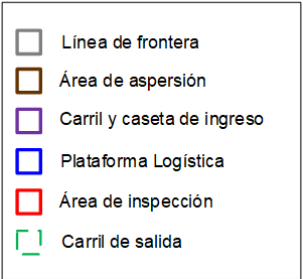 Línea de frontera
Área de aspersión
Carril y caseta de ingreso
Plataforma Logística
Área de inspección
Carril de salida